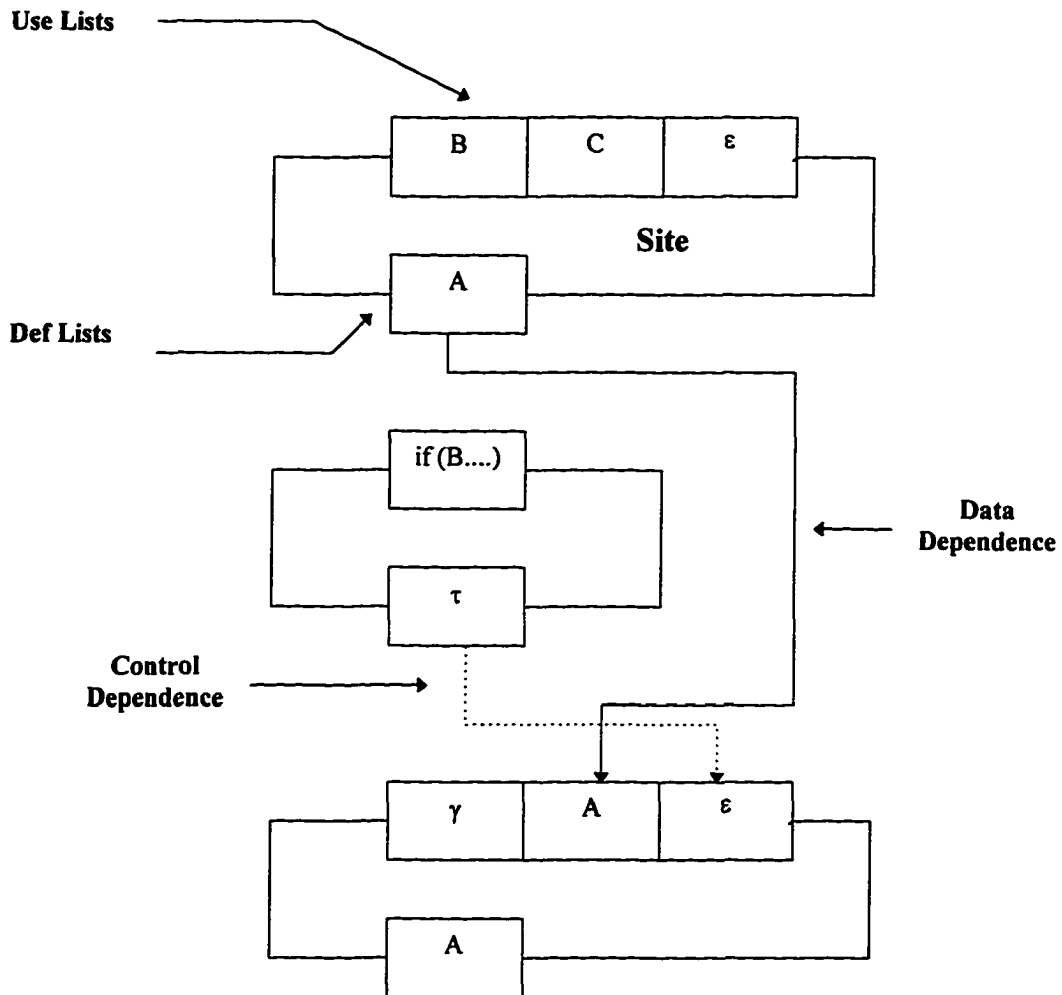 Use Lists
B C ε
Site
A
Def Lists
if (B....)
Data
Dependence
τ
Control
Dependence
γ A ε
A